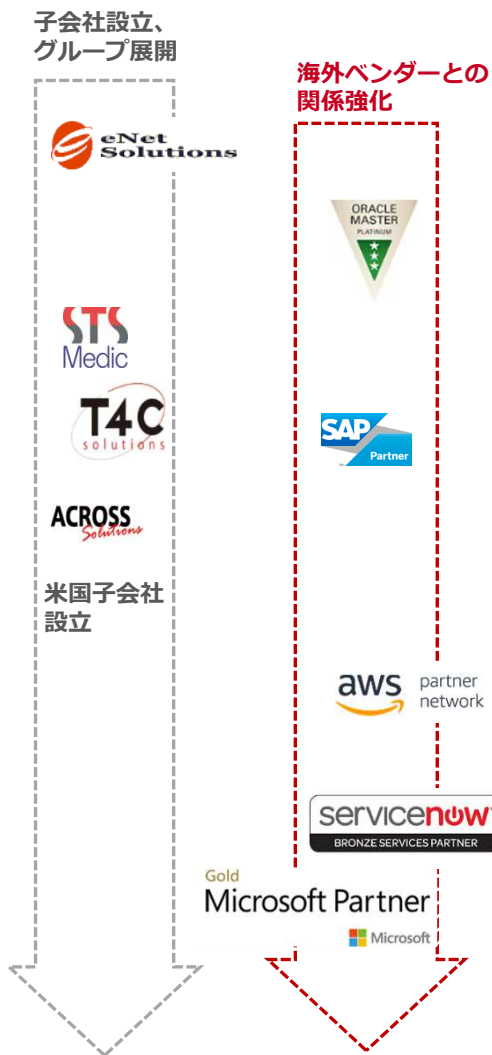 子会社設立、
グループ展開
eNet
Solutions
STS
Medic
T4C
solutions
ACROSS
Solutions
米国子会社
設立
海外ベンダーとの
関係強化
ORACLE
MASTER
PLATINUM
SAP
Partner
aws partner
network
servicenow
BRONZE SERVICES PARTNER
Gold
Microsoft Partner
Microsoft